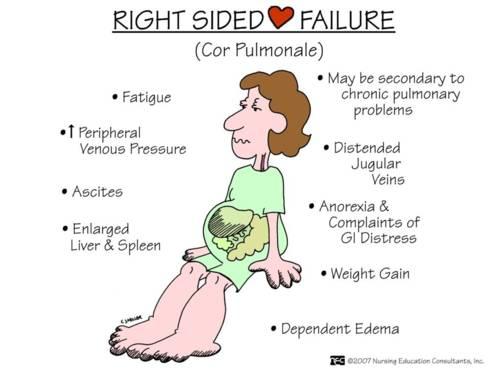 RIGHT SIDED FAILURE
(Cor Pulmonale)
• Fatigue
•↑ Peripheral
Venous Pressure
• Ascites
• Enlarged
Liver & Spleen
• May be secondary to
chronic pulmonary
problems
• Distended
Jugular
Veins
• Anorexia &
Complaints of
GI Distress
• Weight Gain
• Dependent Edema
NEC ©2007 Nursing Education Consultants, Inc.